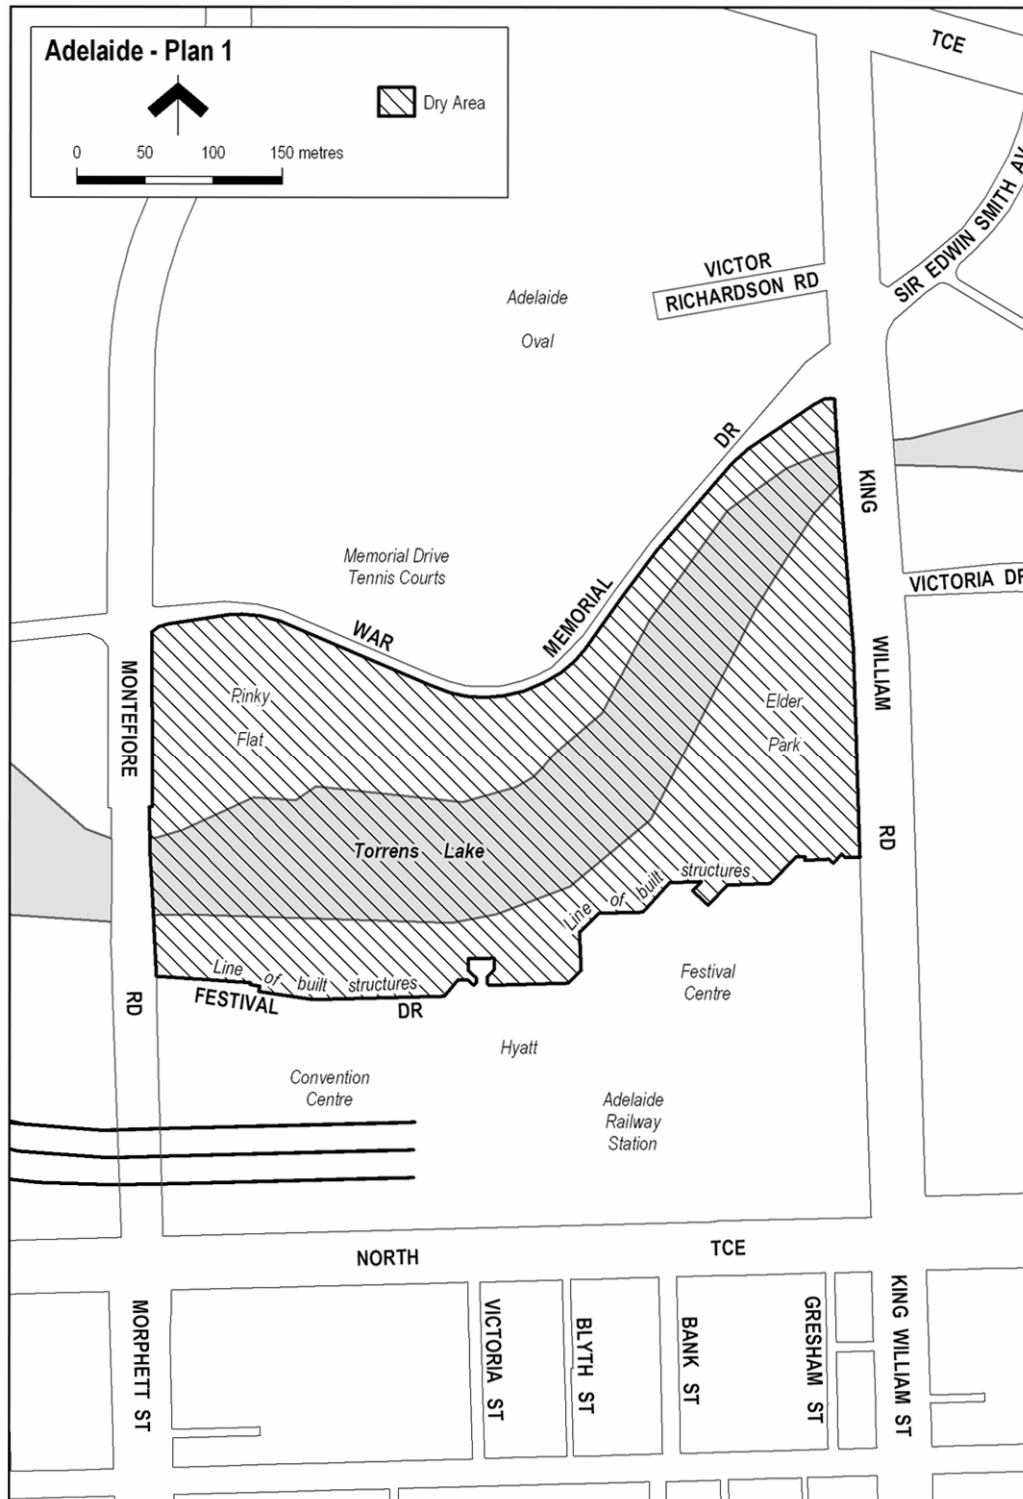 Adelaide - Plan 1
Dry Area
0 50 100 150 metres
TCE
SIR EDWIN SMITH AV
VICTOR
RICHARDSON RD
Adelaide
Oval
DR
KING
Memorial Drive
Tennis Courts
VICTORIA DR
WAR
MEMORIAL
MONTEFIORE
WILLIAM
Pinky
Flat
Elder
Park
RD
Torrens Lake
Line of built structures
Line of built structures
Festival
Centre
RD
FESTIVAL DR
Hyatt
Convention
Centre
Adelaide
Railway
Station
NORTH TCE
MORPHETT ST
VICTORIA ST
BLYTH ST
BANK ST
GRESHAM ST
KING WILLIAM ST